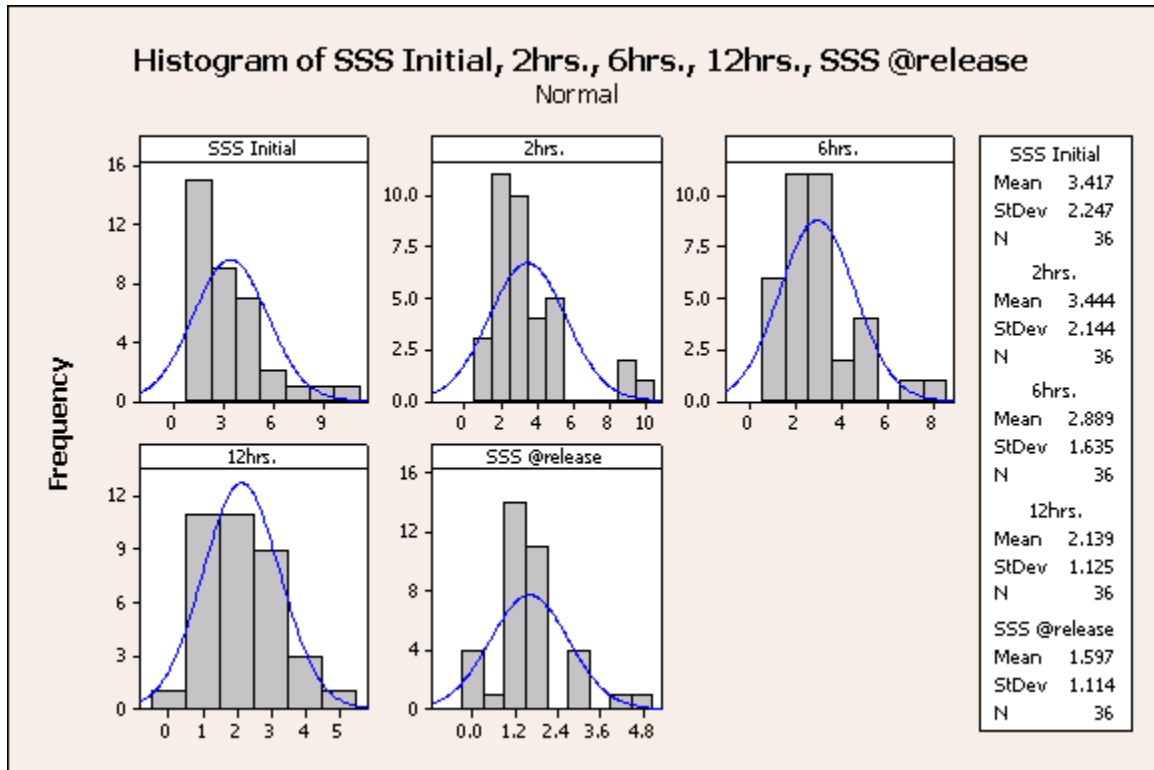 Histogram of SSS Initial, 2hrs., 6hrs., 12hrs., SSS @release
Normal
Frequency
SSS Initial
16
12
8
4
0
0 3 6 9
2hrs.
10.0
7.5
5.0
2.5
0.0
0 2 4 6 8 10
6hrs.
10.0
7.5
5.0
2.5
0.0
0 2 4 6 8
12hrs.
12
9
6
3
0
0 1 2 3 4 5
SSS @release
16
12
8
4
0
0.0 1.2 2.4 3.6 4.8
SSS Initial
Mean 3.417
StDev 2.247
N 36
2hrs.
Mean 3.444
StDev 2.144
N 36
6hrs.
Mean 2.889
StDev 1.635
N 36
12hrs.
Mean 2.139
StDev 1.125
N 36
SSS @release
Mean 1.597
StDev 1.114
N 36